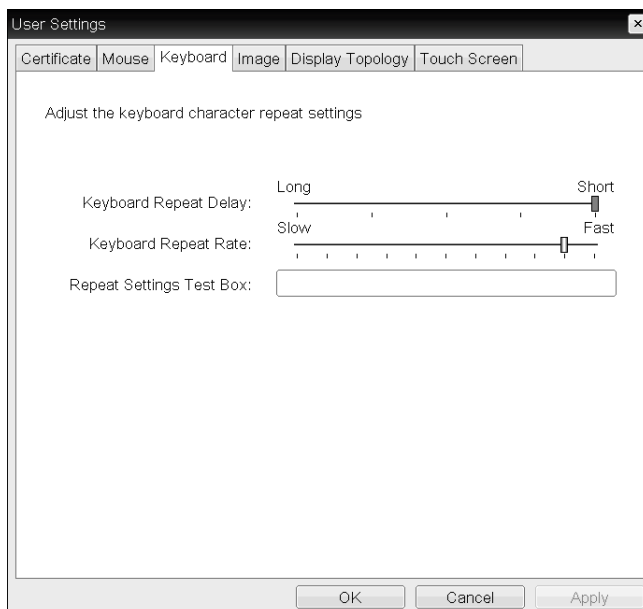 User Settings
Certificate Mouse Keyboard Image Display Topology Touch Screen
Adjust the keyboard character repeat settings
Long Short
Keyboard Repeat Delay:
Slow Fast
Keyboard Repeat Rate:
Repeat Settings Test Box:
OK Cancel Apply